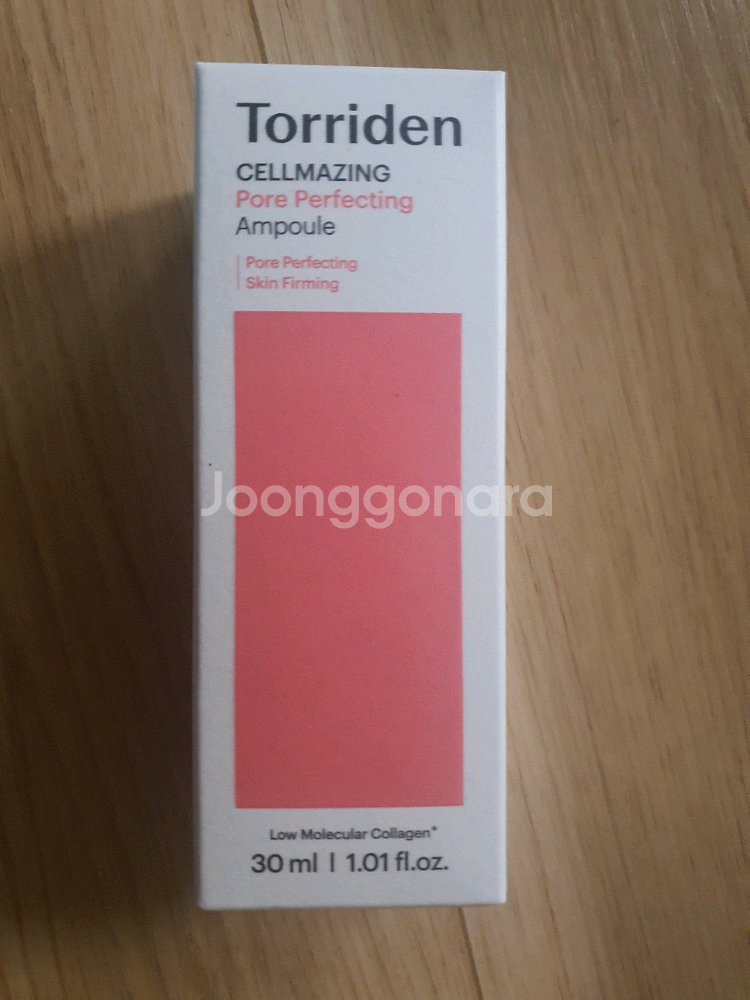 Torriden
CELLMAZING
Pore Perfecting
Ampoule
Pore Perfecting
Skin Firming
Joonggonara
Low Molecular Collagen*
30 ml | 1.01 fl.oz.